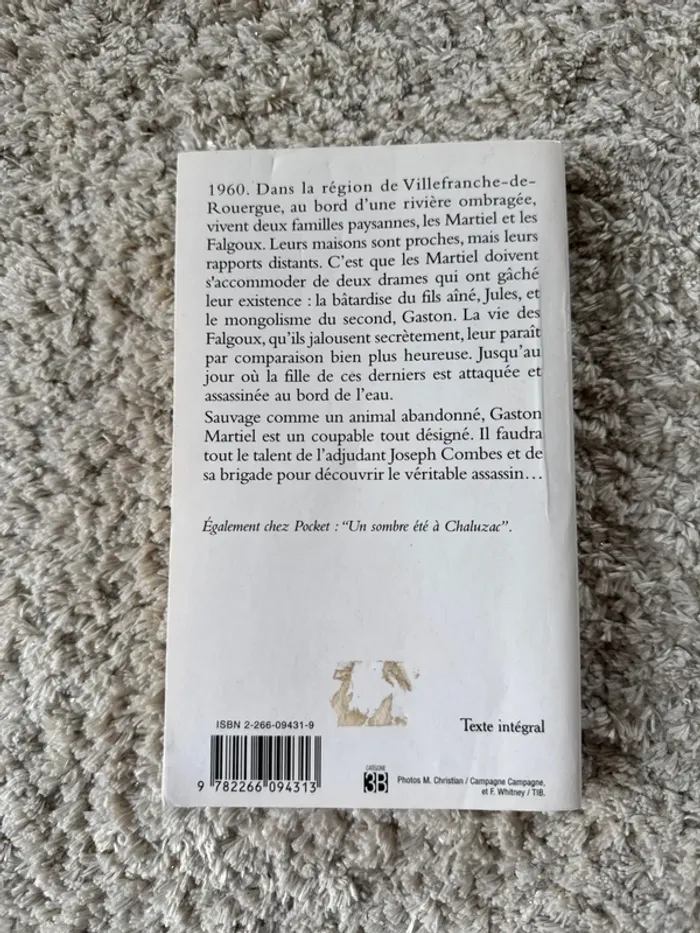 1960. Dans la région de Villefranche-de-
Rouergue, au bord d'une rivière ombragée,
vivent deux familles paysannes, les Martiel et les
Falgoux. Leurs maisons sont proches, mais leurs
rapports distants. C'est que les Martiel doivent
s'accommoder de deux drames qui ont gâché
leur existence : la bâtardise du fils aîné, Jules, et
le mongolisme du second, Gaston. La vie des
Falgoux, qu'ils jalousent secrètement, leur paraît
par comparaison bien plus heureuse. Jusqu'au
jour où la fille de ces derniers est attaquée et
assassinée au bord de l'eau.
Sauvage comme un animal abandonné, Gaston
Martiel est un coupable tout désigné. Il faudra
tout le talent de l'adjudant Joseph Combes et de
sa brigade pour découvrir le véritable assassin…
Également chez Pocket : "Un sombre été à Chaluzac".
ISBN 2-266-09431-9
Texte intégral
9 782266 094313
CATÉGORIE
3B
Photos M. Christian / Campagne Campagne,
et F. Whitney / TIB.